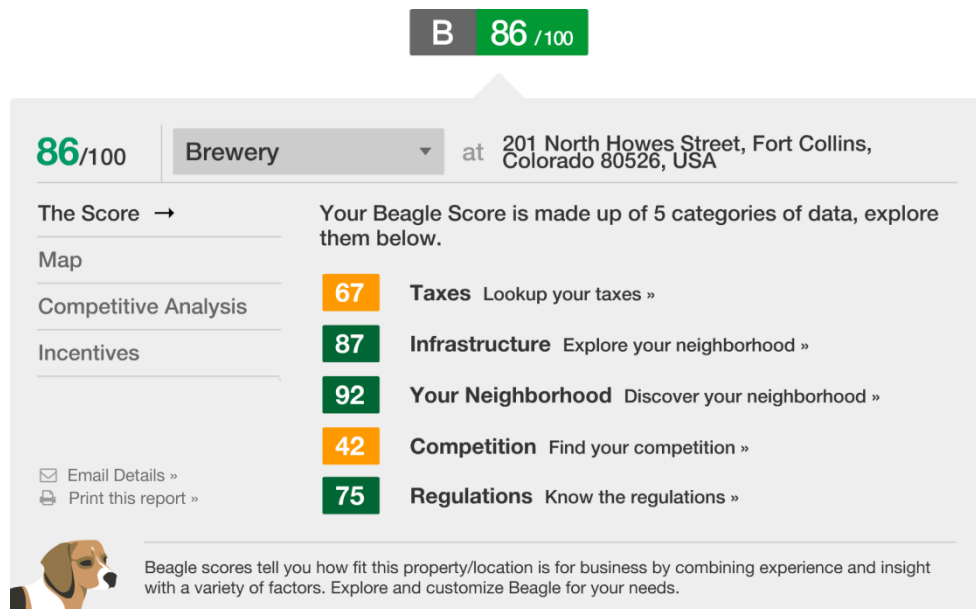 B 86 /100
86/100 Brewery at 201 North Howes Street, Fort Collins,
Colorado 80526, USA
The Score →
Map
Competitive Analysis
Incentives
Email Details »
Print this report »
Your Beagle Score is made up of 5 categories of data, explore
them below.
67 Taxes Lookup your taxes »
87 Infrastructure Explore your neighborhood »
92 Your Neighborhood Discover your neighborhood »
42 Competition Find your competition »
75 Regulations Know the regulations »
Beagle scores tell you how fit this property/location is for business by combining experience and insight
with a variety of factors. Explore and customize Beagle for your needs.